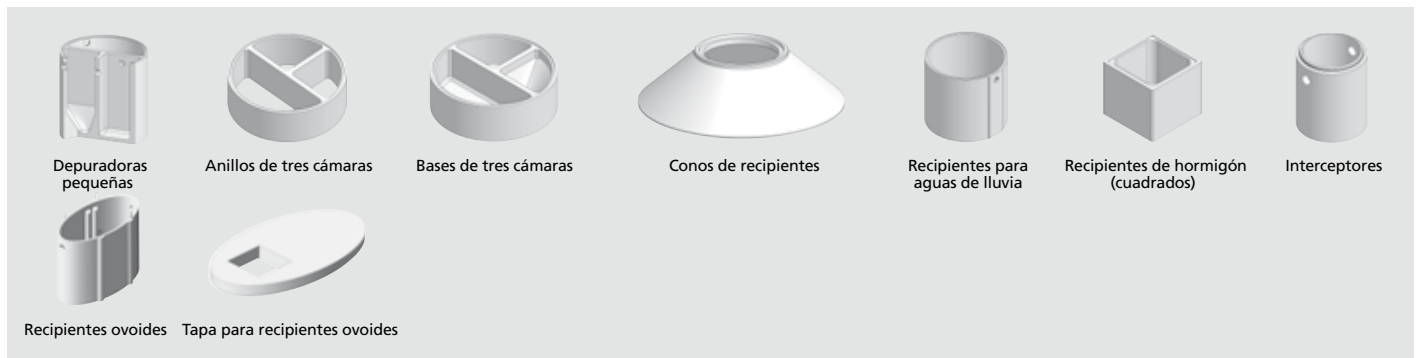 Depuradoras
pequeñas
Anillos de tres cámaras
Bases de tres cámaras
Conos de recipientes
Recipientes para
aguas de lluvia
Recipientes de hormigón
(cuadrados)
Interceptores
Recipientes ovoides
Tapa para recipientes ovoides